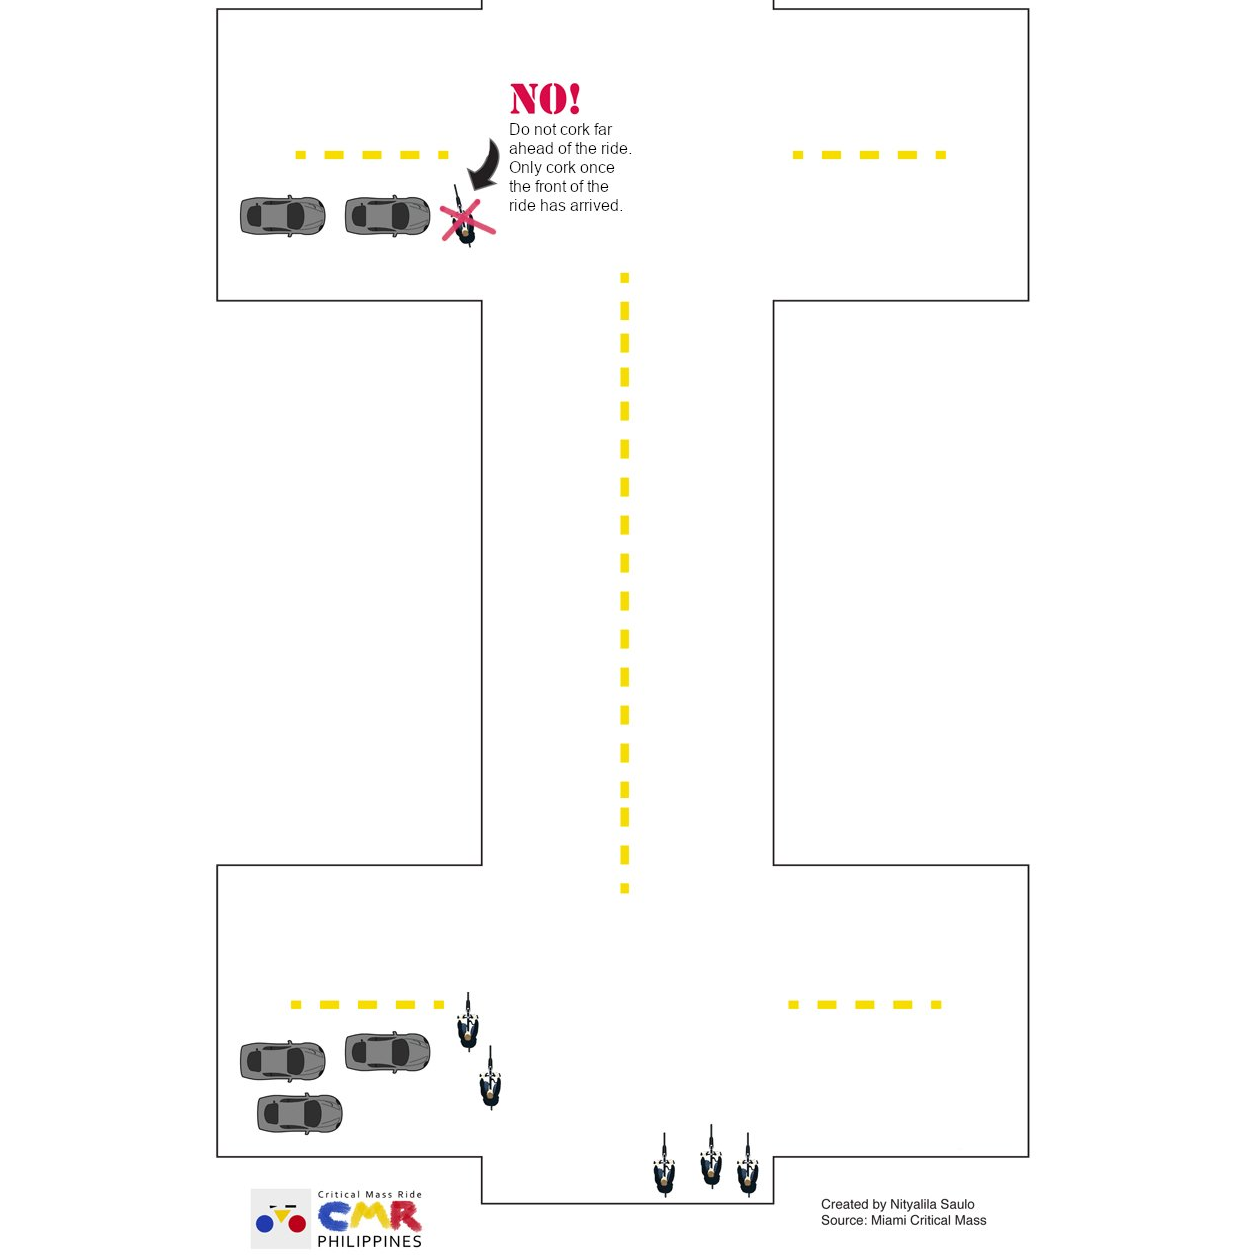 NO!
Do not cork far
ahead of the ride.
Only cork once
the front of the
ride has arrived.
Critical Mass Ride
CMR
PHILIPPINES
Created by Nityalila Saulo
Source: Miami Critical Mass